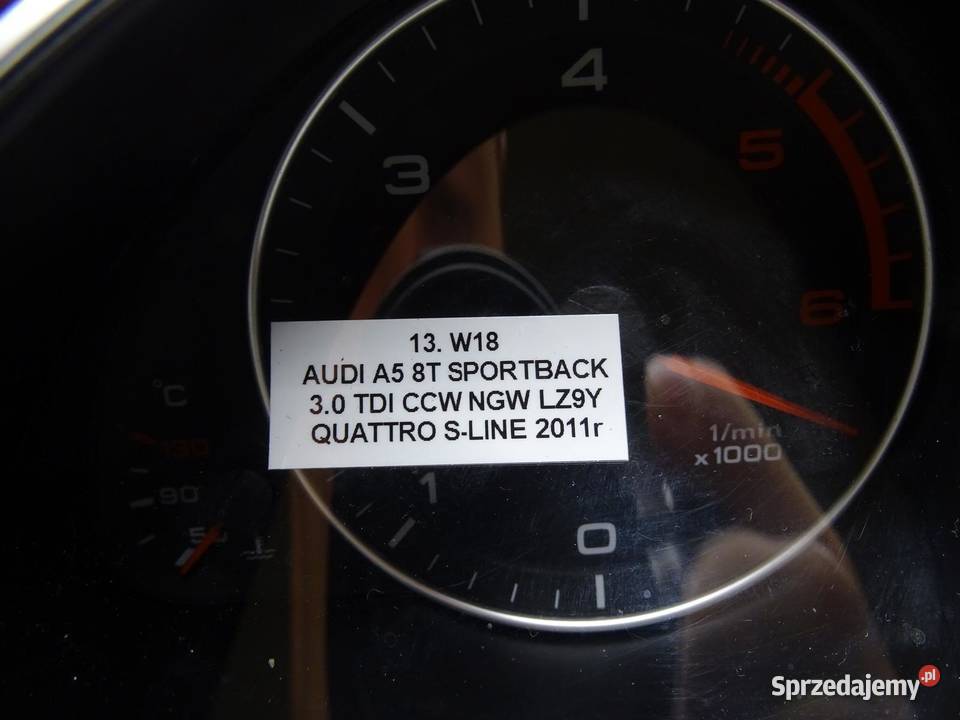 4
3
5
6
13. W18
AUDI A5 8T SPORTBACK
3.0 TDI CCW NGW LZ9Y
QUATTRO S-LINE 2011r
°C
130
90
1/min
x1000
1
0
Sprzedajemy.pl